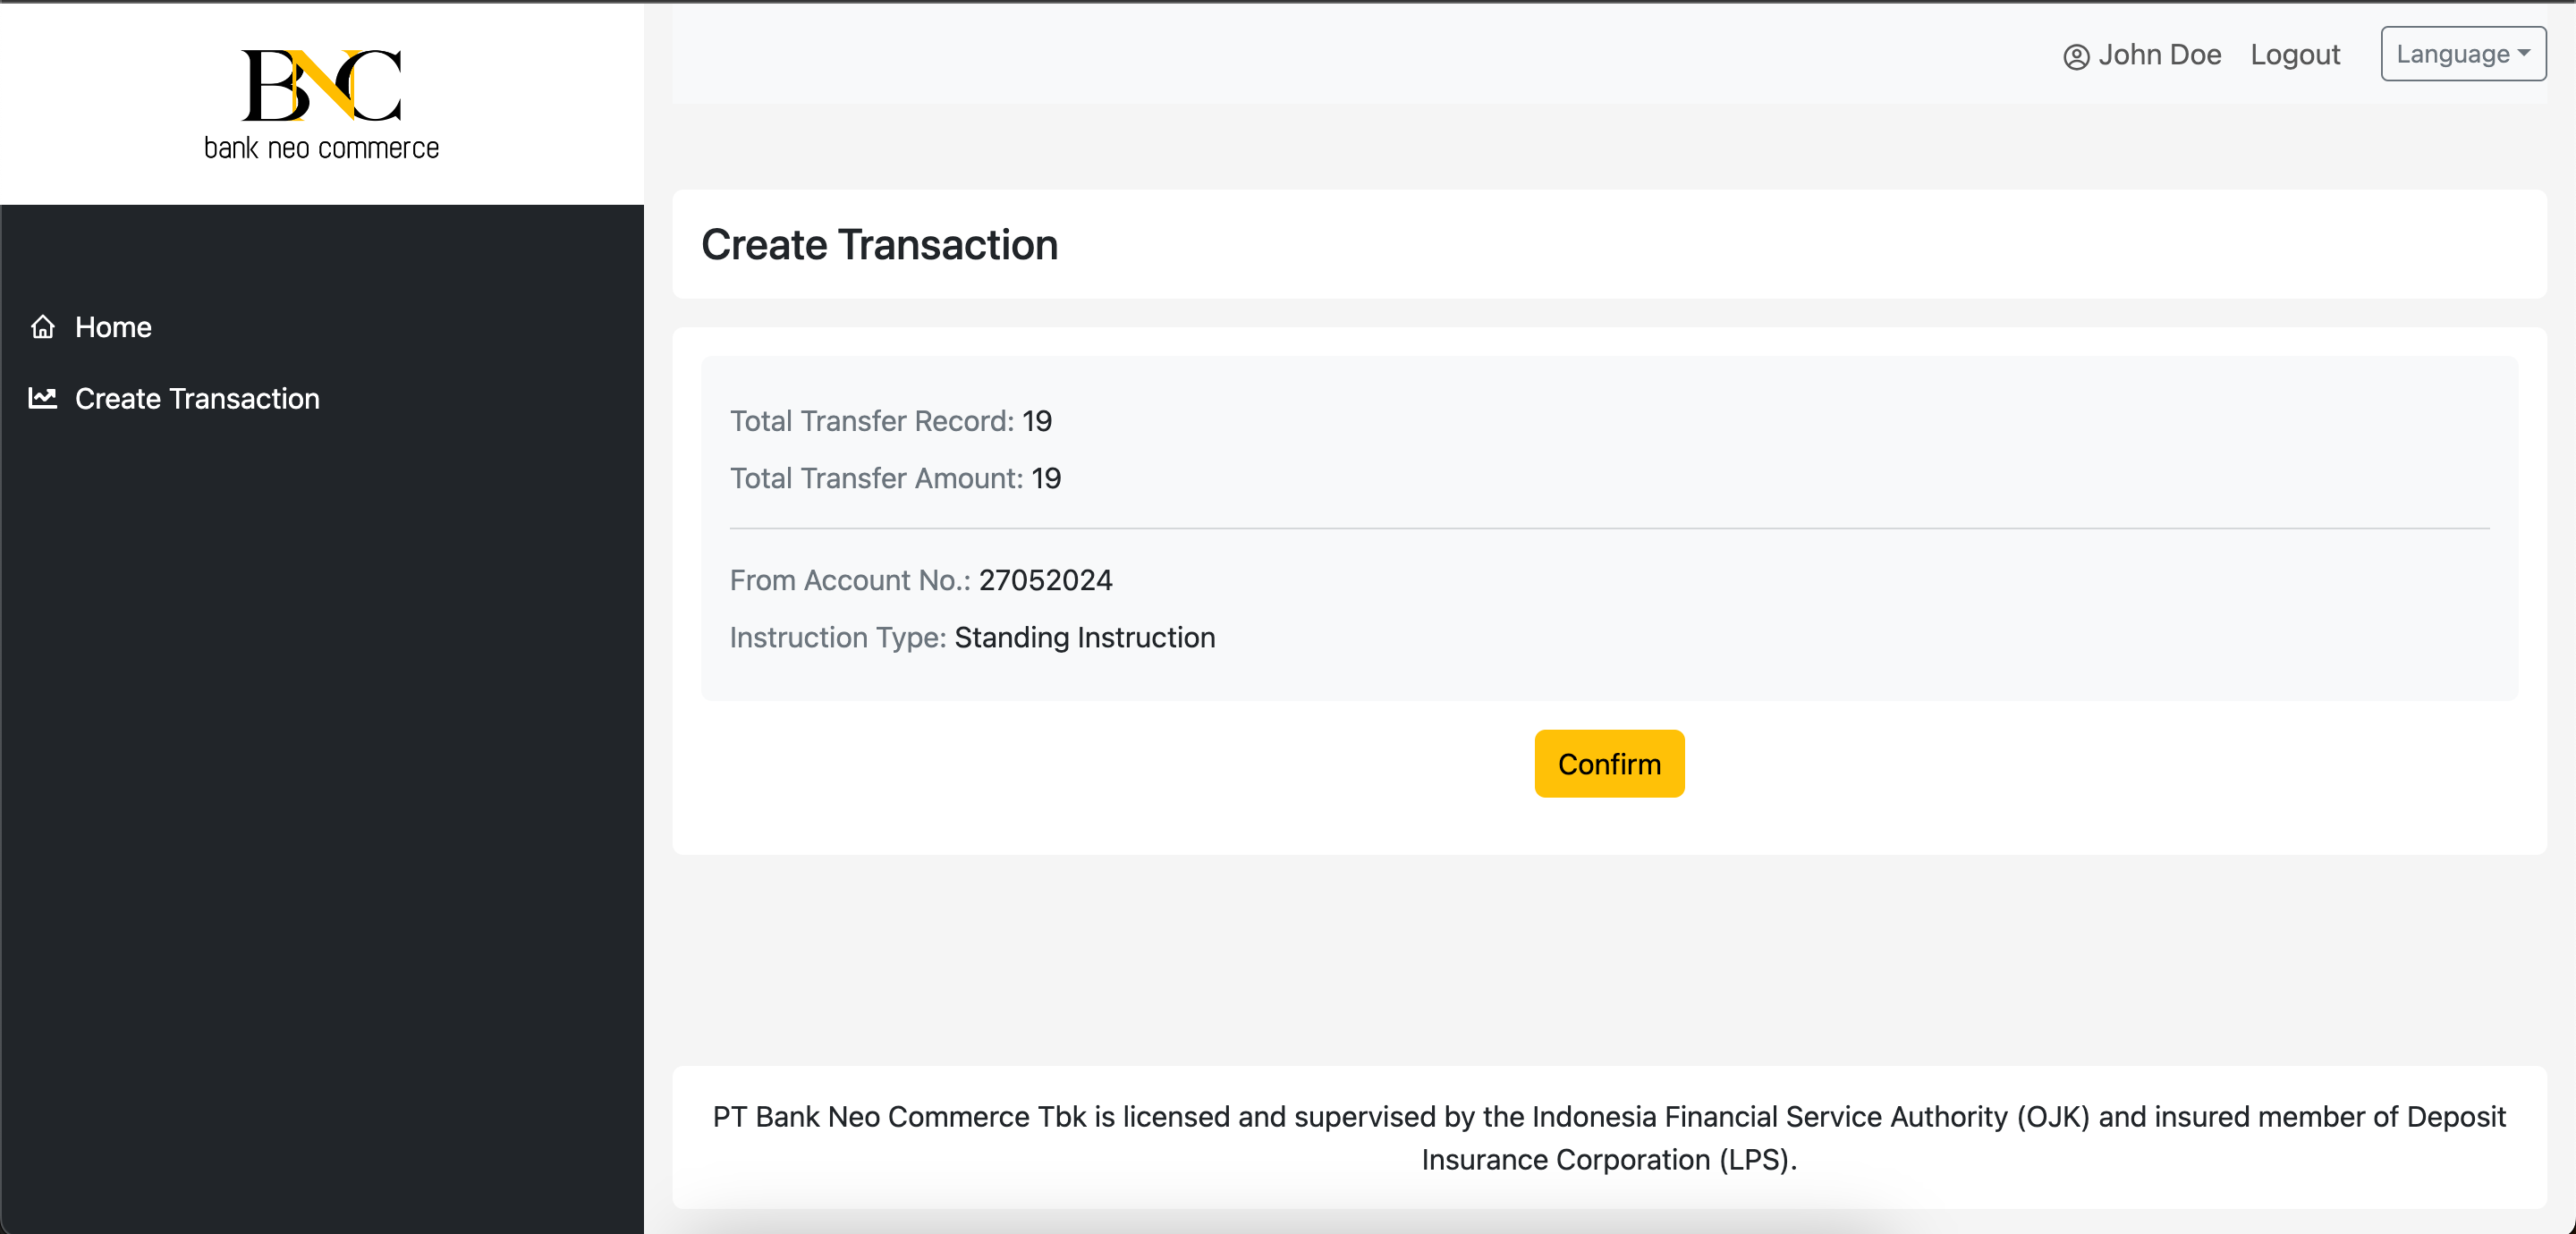 BNC
bank neo commerce
John Doe
Logout
Language
Home
Create Transaction
Create Transaction
Total Transfer Record: 19
Total Transfer Amount: 19
From Account No.: 27052024
Instruction Type: Standing Instruction
Confirm
PT Bank Neo Commerce Tbk is licensed and supervised by the Indonesia Financial Service Authority (OJK) and insured member of Deposit
Insurance Corporation (LPS).